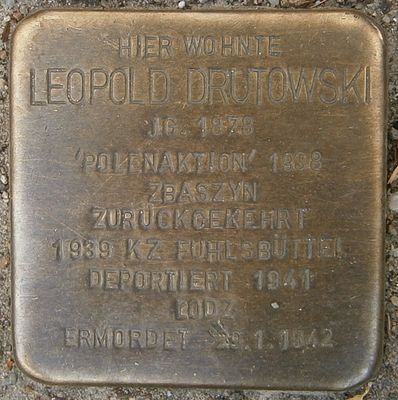 HIER WOHNTE
LEOPOLD DRUTOWSKI
JG. 1878
'POLENAKTION' 1938
ZBASZYN
ZURÜCKGEKEHRT
1939 KZ FUHLSBÜTTEL
DEPORTIERT 1941
ŁODZ
ERMORDET 29.1.1942